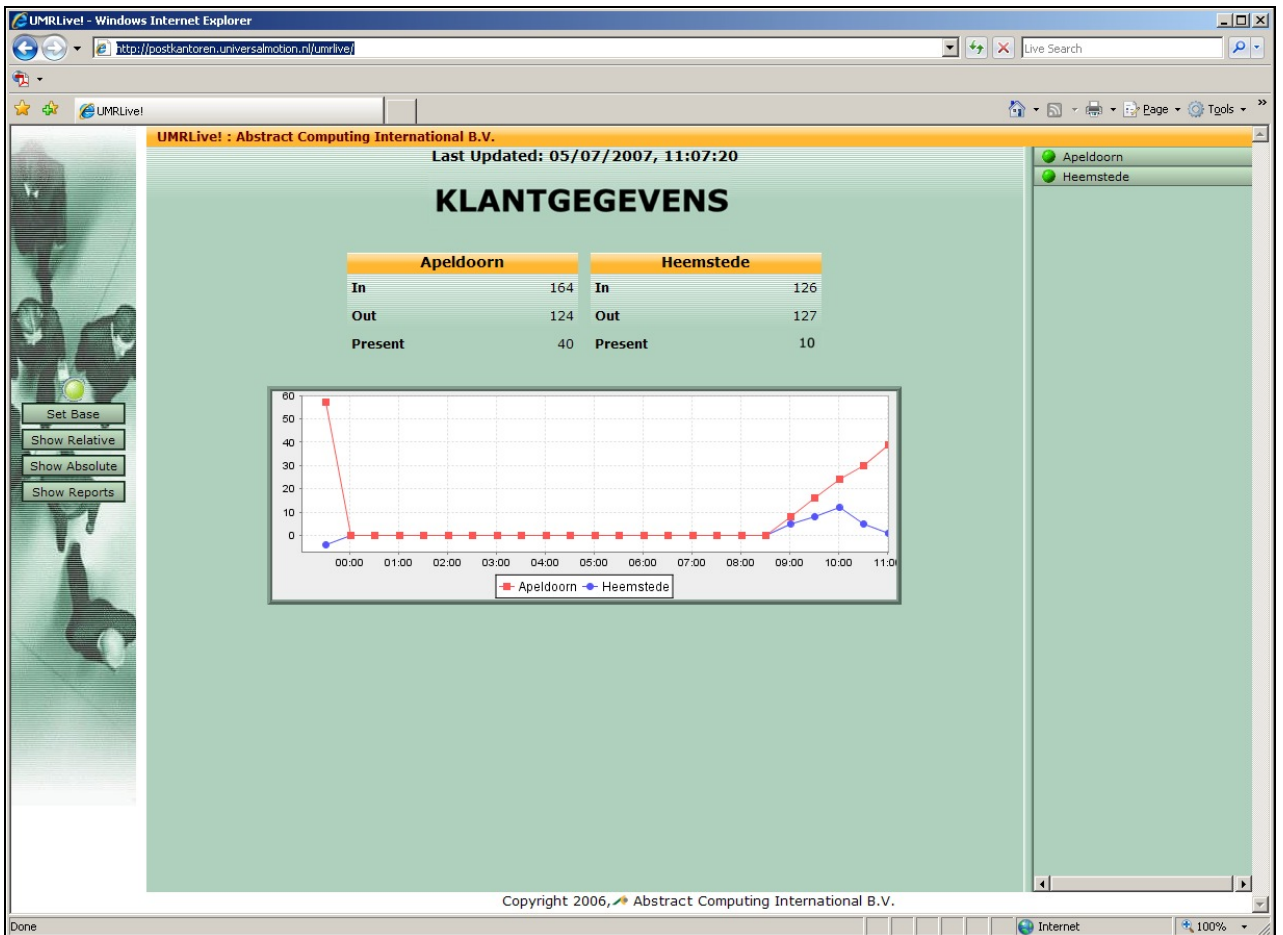 UMRLive! - Windows Internet Explorer
http://postkantoren.universalmotion.nl/umrlive/
Live Search
UMRLive!
Page
Tools
»
UMRLive! : Abstract Computing International B.V.
Last Updated: 05/07/2007, 11:07:20
KLANTGEGEVENS
Apeldoorn Heemstede
In 164 In 126
Out 124 Out 127
Present 40 Present 10
Apeldoorn
Heemstede
Set Base
Show Relative
Show Absolute
Show Reports
60
50
40
30
20
10
0
00:00 01:00 02:00 03:00 04:00 05:00 06:00 07:00 08:00 09:00 10:00 11:0
Apeldoorn Heemstede
Copyright 2006, Abstract Computing International B.V.
Done Internet 100%